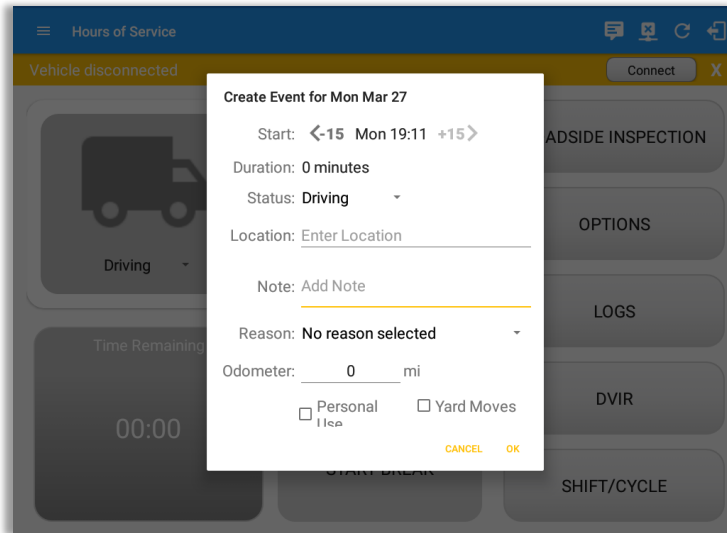 Hours of Service
Vehicle disconnected
Connect
X
Create Event for Mon Mar 27
Start: -15 Mon 19:11 +15
Duration: 0 minutes
Status: Driving
Location: Enter Location
Note: Add Note
Reason: No reason selected
Odometer: 0 mi
Personal Use
Yard Moves
CANCEL OK
Driving
Time Remaining
00:00
START BREAK
ADSIDE INSPECTION
OPTIONS
LOGS
DVIR
SHIFT/CYCLE